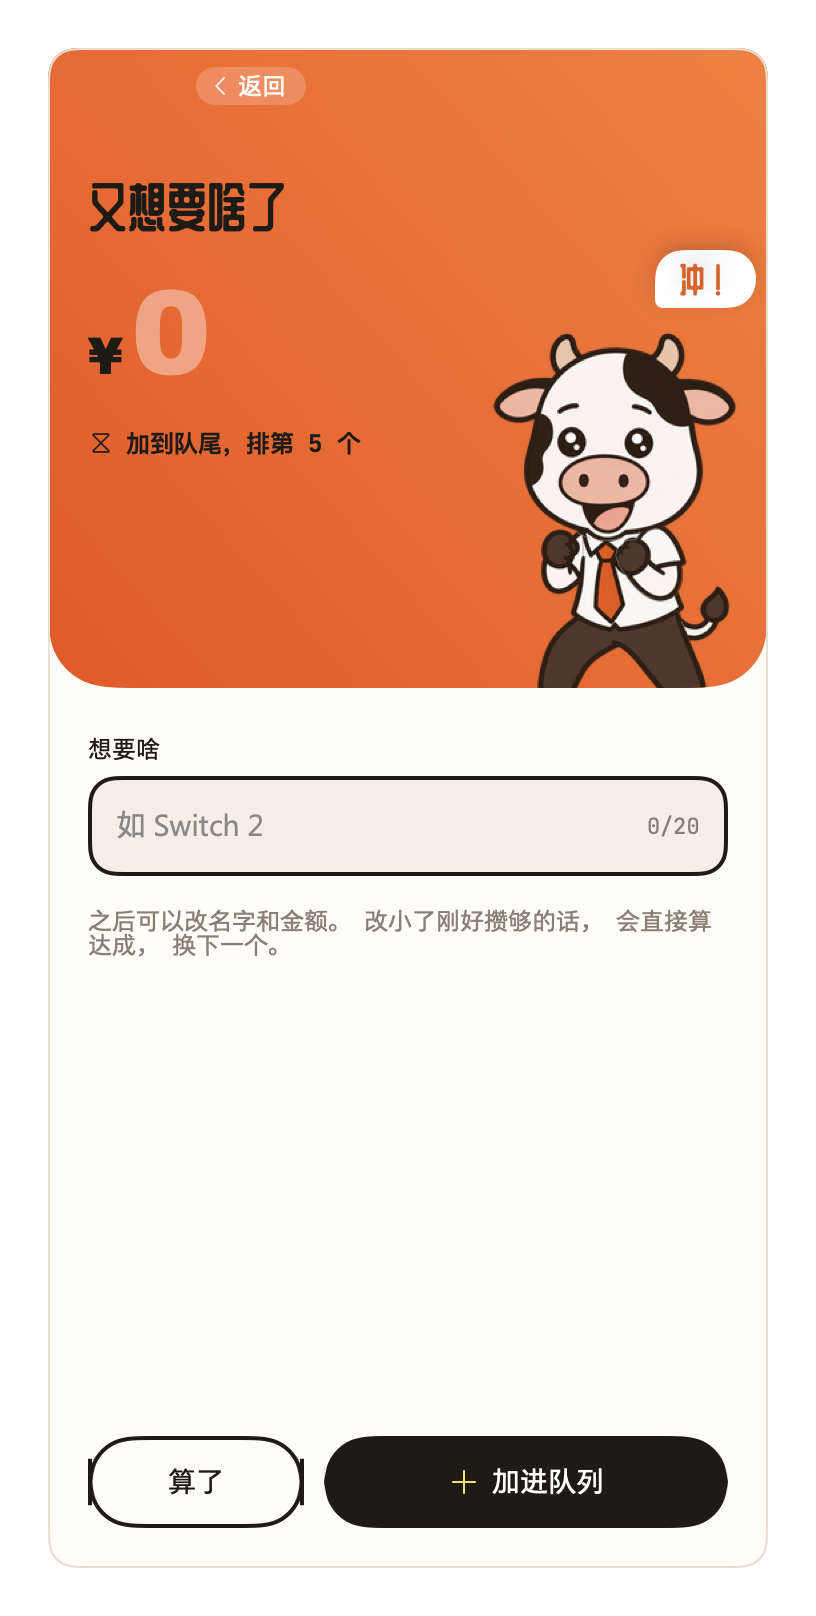 返回
又想要啥了
冲！
¥0
加到队尾，排第 5 个
想要啥
如 Switch 2
0/20
之后可以改名字和金额。 改小了刚好攒够的话， 会直接算
达成， 换下一个。
算了
加进队列